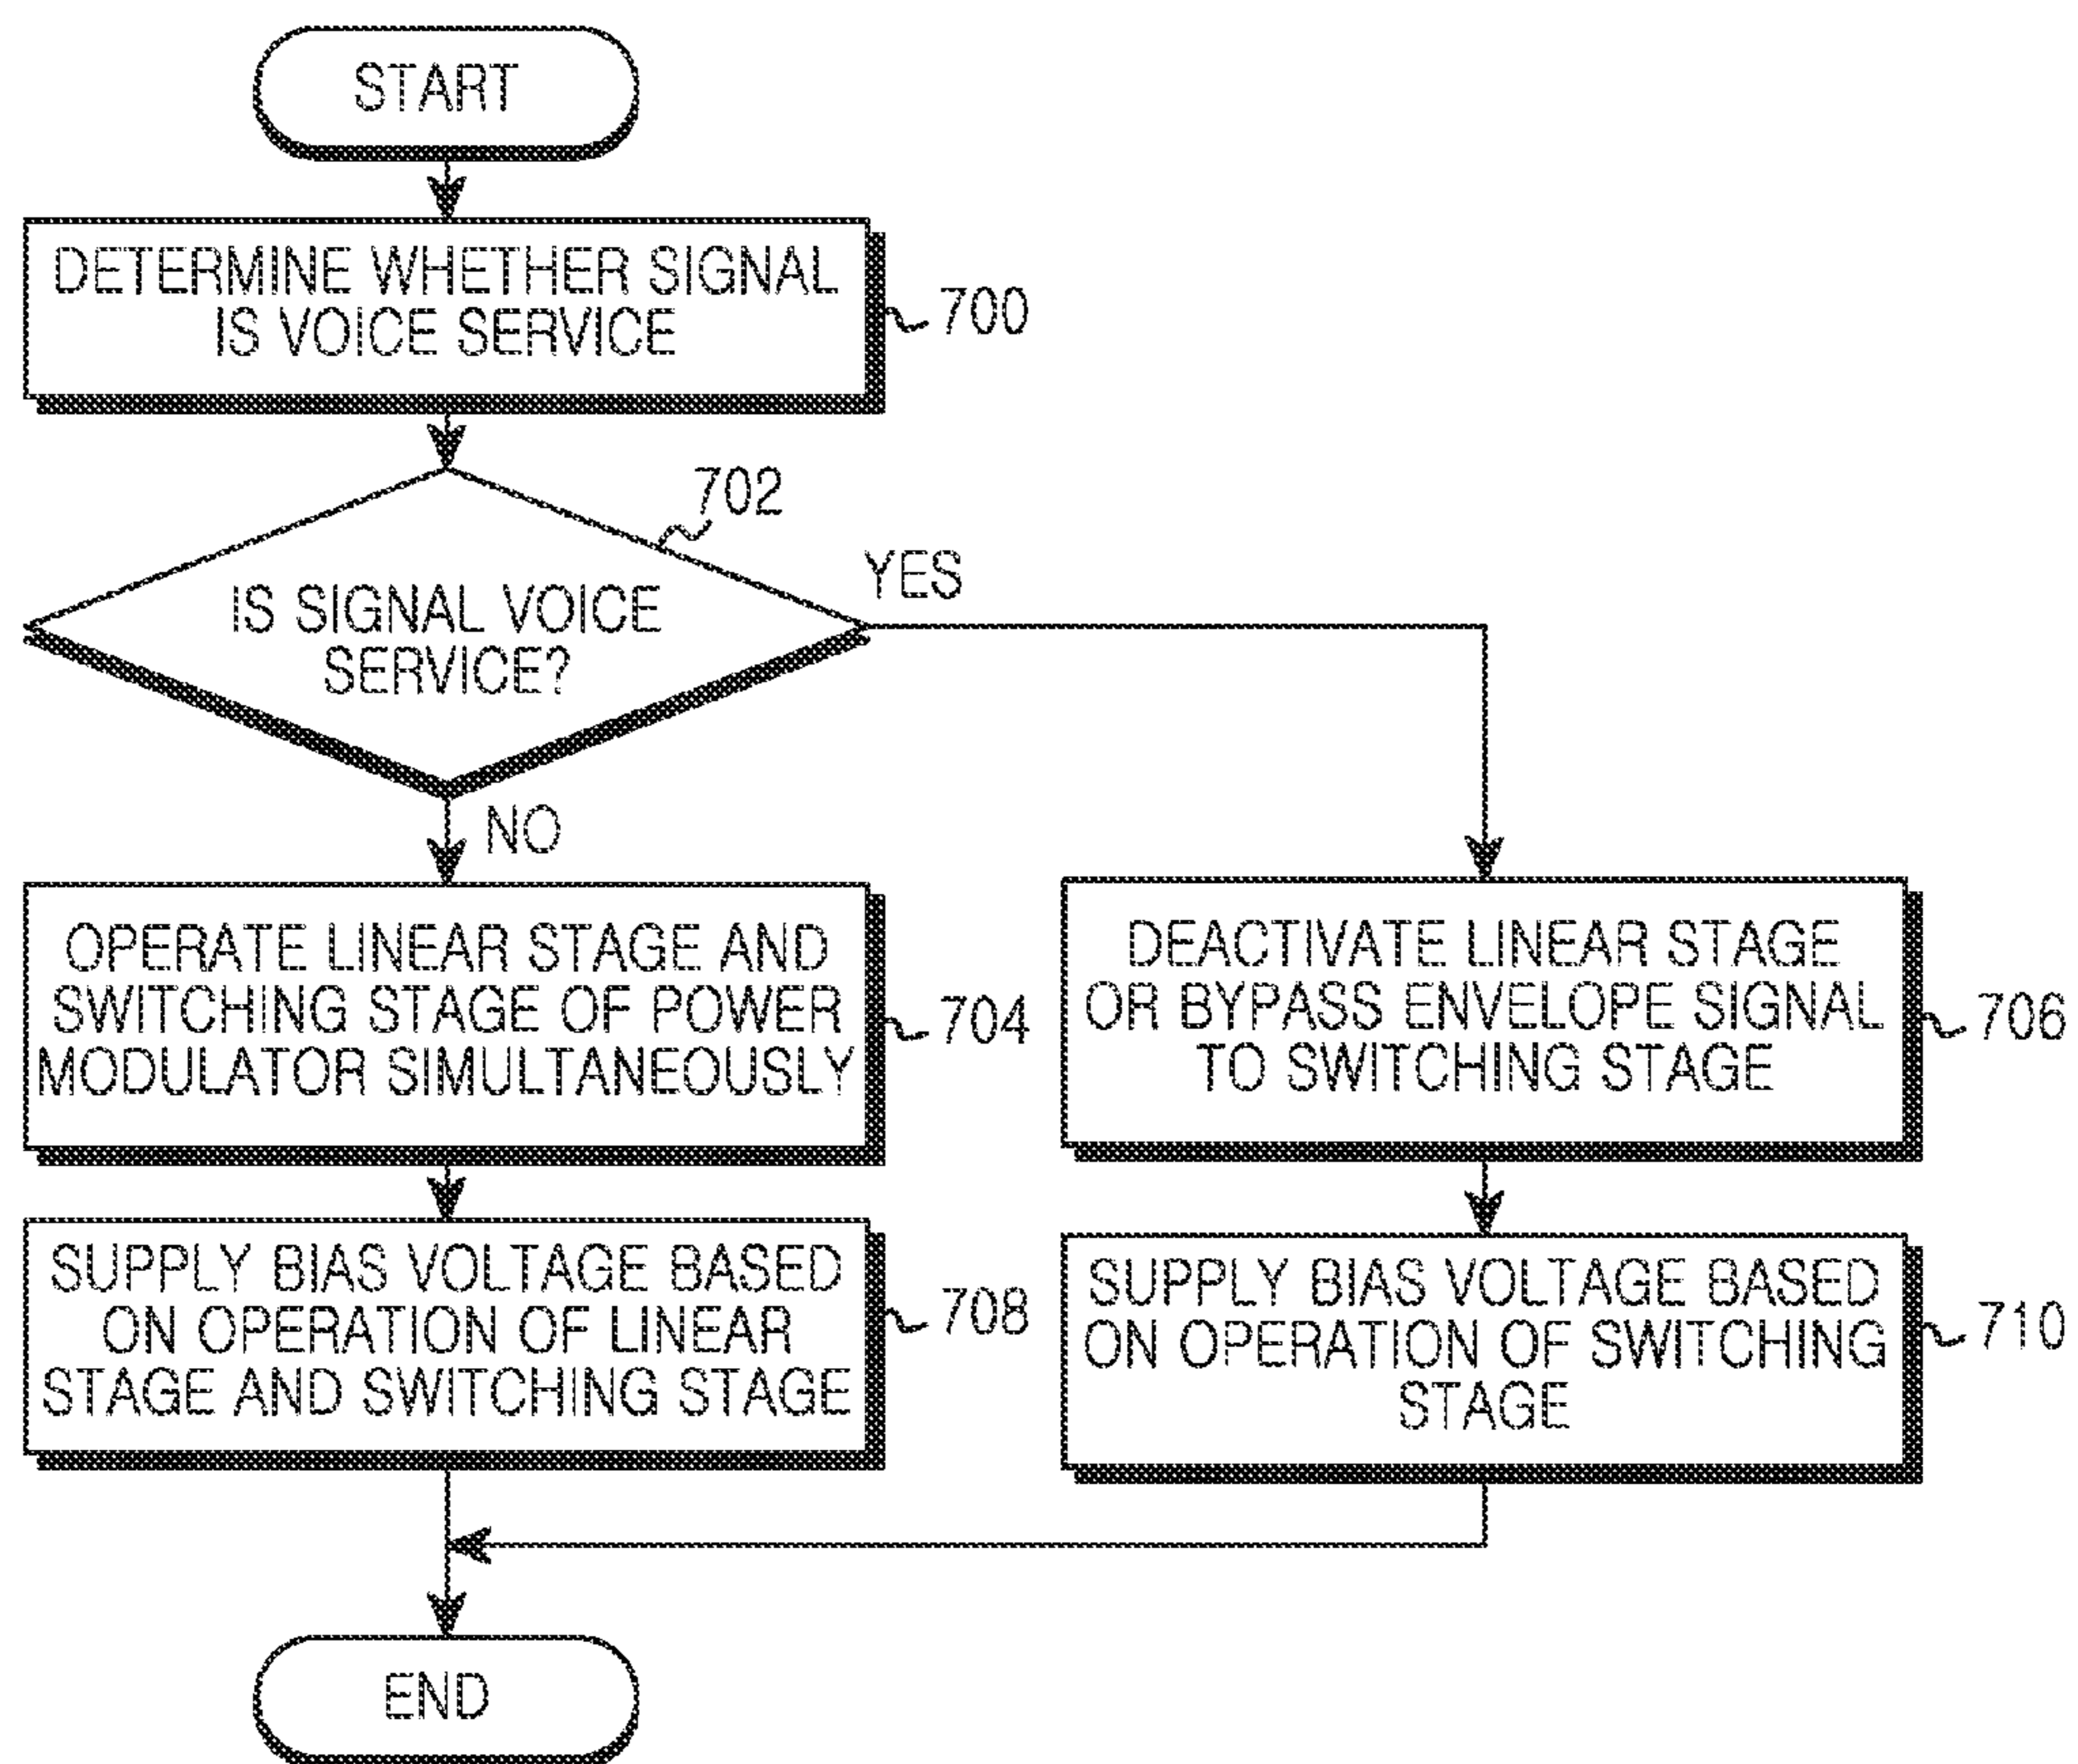 START
DETERMINE WHETHER SIGNAL
IS VOICE SERVICE
700
702
IS SIGNAL VOICE
SERVICE?
YES
NO
OPERATE LINEAR STAGE AND
SWITCHING STAGE OF POWER
MODULATOR SIMULTANEOUSLY
704
DEACTIVATE LINEAR STAGE
OR BYPASS ENVELOPE SIGNAL
TO SWITCHING STAGE
706
SUPPLY BIAS VOLTAGE BASED
ON OPERATION OF LINEAR
STAGE AND SWITCHING STAGE
708
SUPPLY BIAS VOLTAGE BASED
ON OPERATION OF SWITCHING
STAGE
710
END